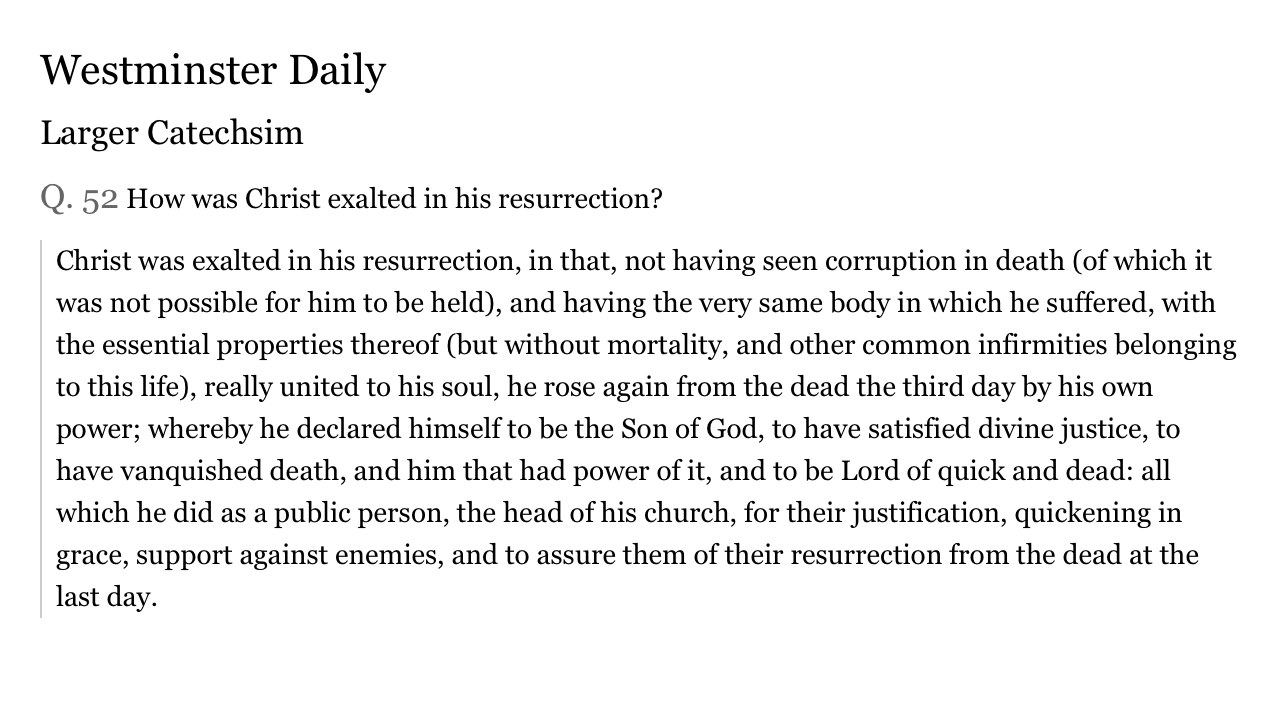 Westminster Daily
Larger Catechsim
Q. 52 How was Christ exalted in his resurrection?
Christ was exalted in his resurrection, in that, not having seen corruption in death (of which it
was not possible for him to be held), and having the very same body in which he suffered, with
the essential properties thereof (but without mortality, and other common infirmities belonging
to this life), really united to his soul, he rose again from the dead the third day by his own
power; whereby he declared himself to be the Son of God, to have satisfied divine justice, to
have vanquished death, and him that had power of it, and to be Lord of quick and dead: all
which he did as a public person, the head of his church, for their justification, quickening in
grace, support against enemies, and to assure them of their resurrection from the dead at the
last day.